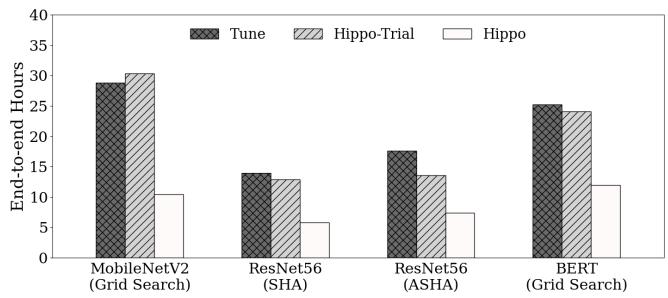 40
35
30
25
20
15
10
5
0
End-to-end Hours
Tune
Hippo-Trial
Hippo
MobileNetV2
(Grid Search)
ResNet56
(SHA)
ResNet56
(ASHA)
BERT
(Grid Search)